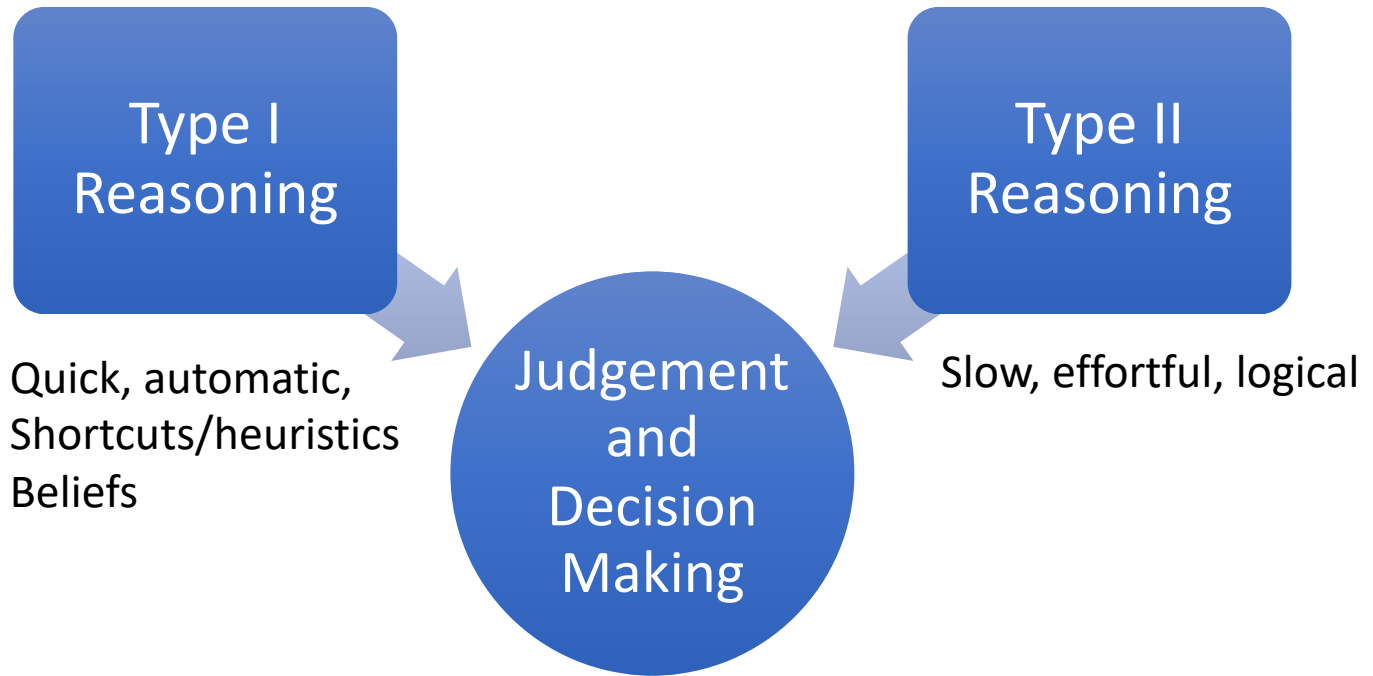 Type I
Reasoning
Type II
Reasoning
Quick, automatic,
Shortcuts/heuristics
Beliefs
Judgement
and
Decision
Making
Slow, effortful, logical